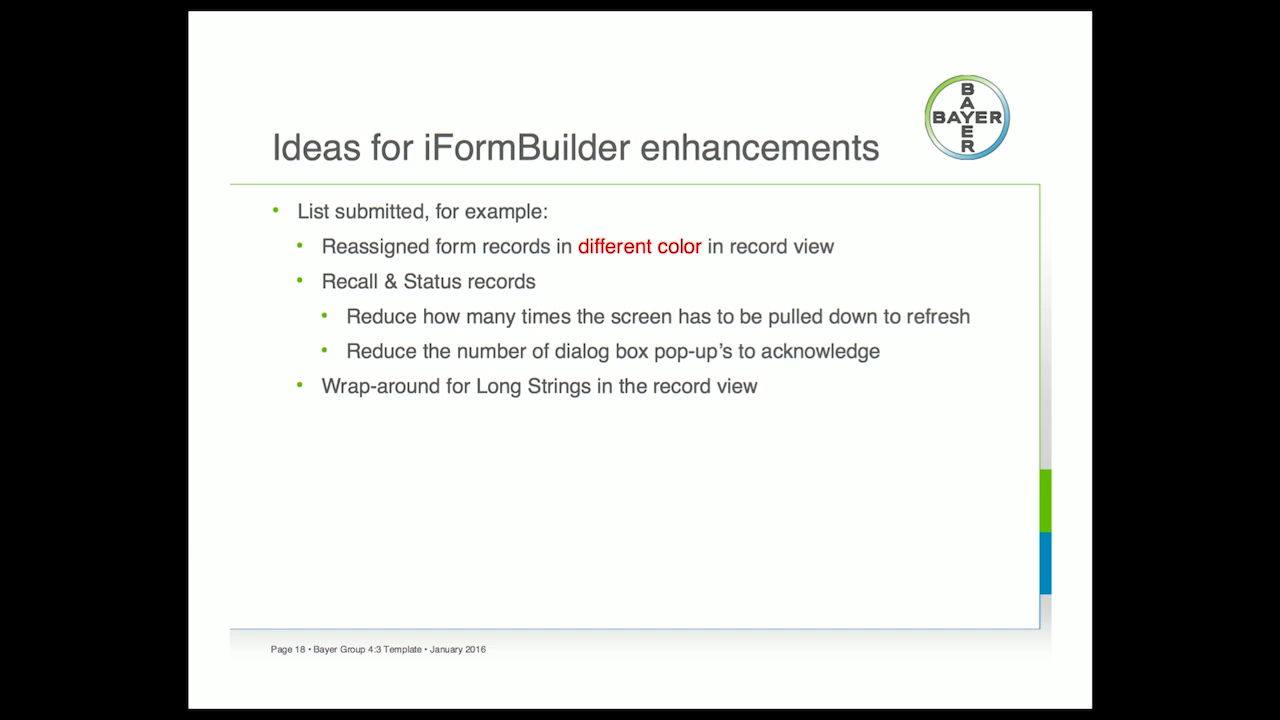 BAYER
BAYER
Ideas for iFormBuilder enhancements
• List submitted, for example:
• Reassigned form records in different color in record view
• Recall & Status records
• Reduce how many times the screen has to be pulled down to refresh
• Reduce the number of dialog box pop-up’s to acknowledge
• Wrap-around for Long Strings in the record view
Page 18 • Bayer Group 4:3 Template • January 2016